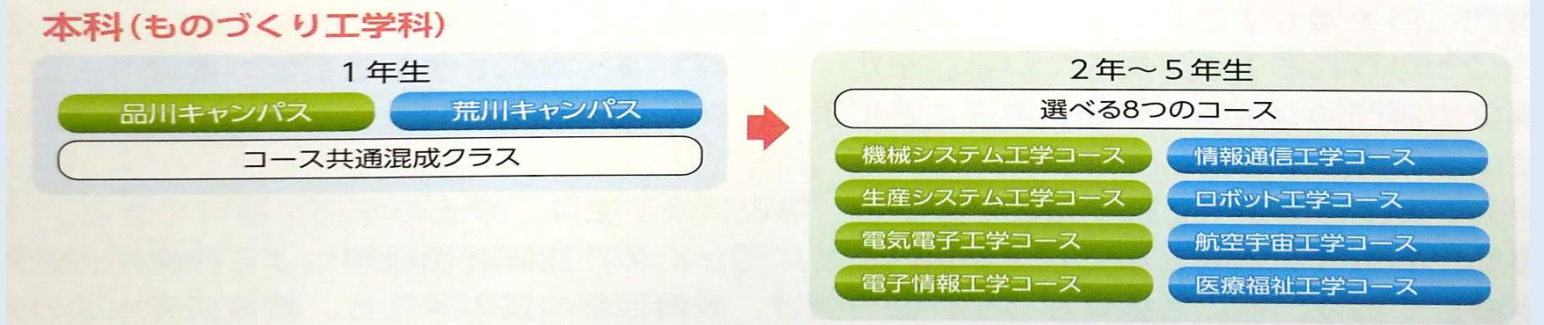 本科(ものづくり工学科)
1年生
品川キャンパス
荒川キャンパス
コース共通混成クラス
2年～5年生
選べる8つのコース
機械システム工学コース
情報通信工学コース
生産システム工学コース
ロボット工学コース
電気電子工学コース
航空宇宙工学コース
電子情報工学コース
医療福祉工学コース